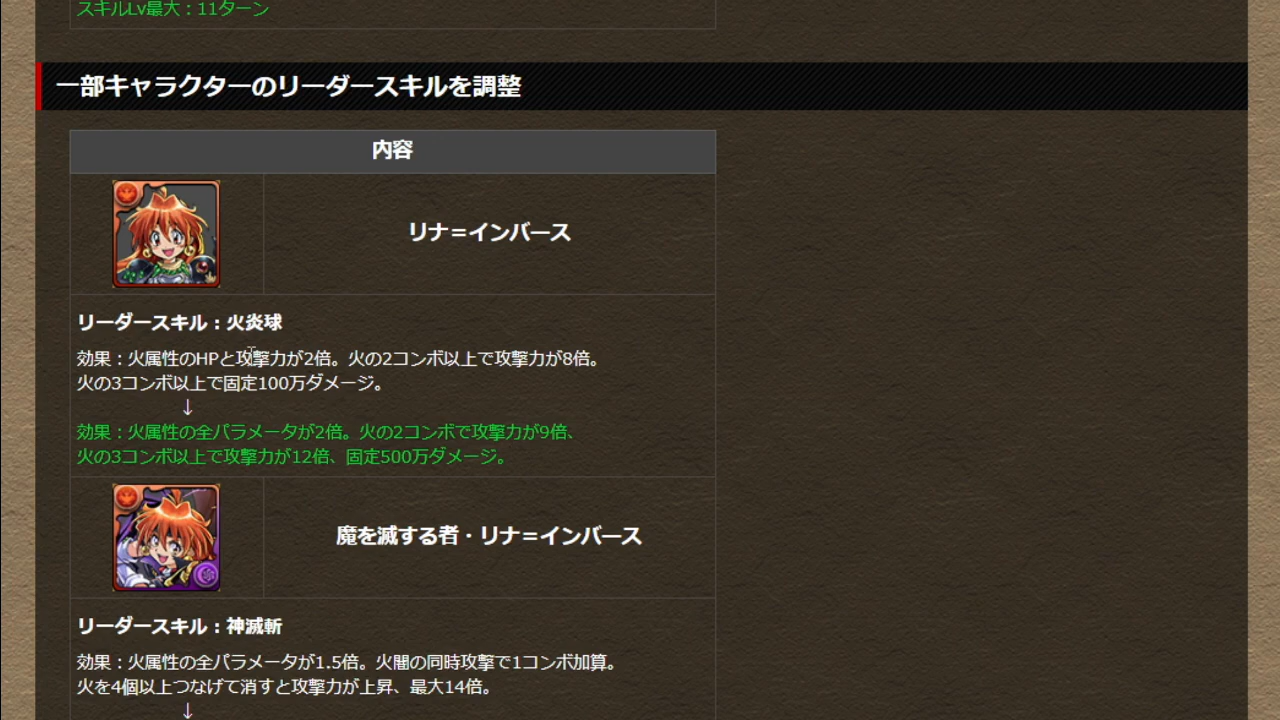 スキルLv最大：11ターン
一部キャラクターのリーダースキルを調整
内容
リナ＝インバース
リーダースキル：火炎球
効果：火属性のHPと攻撃力が2倍。火の2コンボ以上で攻撃力が8倍。
火の3コンボ以上で固定100万ダメージ。
↓
効果：火属性の全パラメータが2倍。火の2コンボで攻撃力が9倍、
火の3コンボ以上で攻撃力が12倍、固定500万ダメージ。
魔を滅する者・リナ＝インバース
リーダースキル：神滅斬
効果：火属性の全パラメータが1.5倍。火闇の同時攻撃で1コンボ加算。
火を4個以上つなげて消すと攻撃力が上昇、最大14倍。
↓